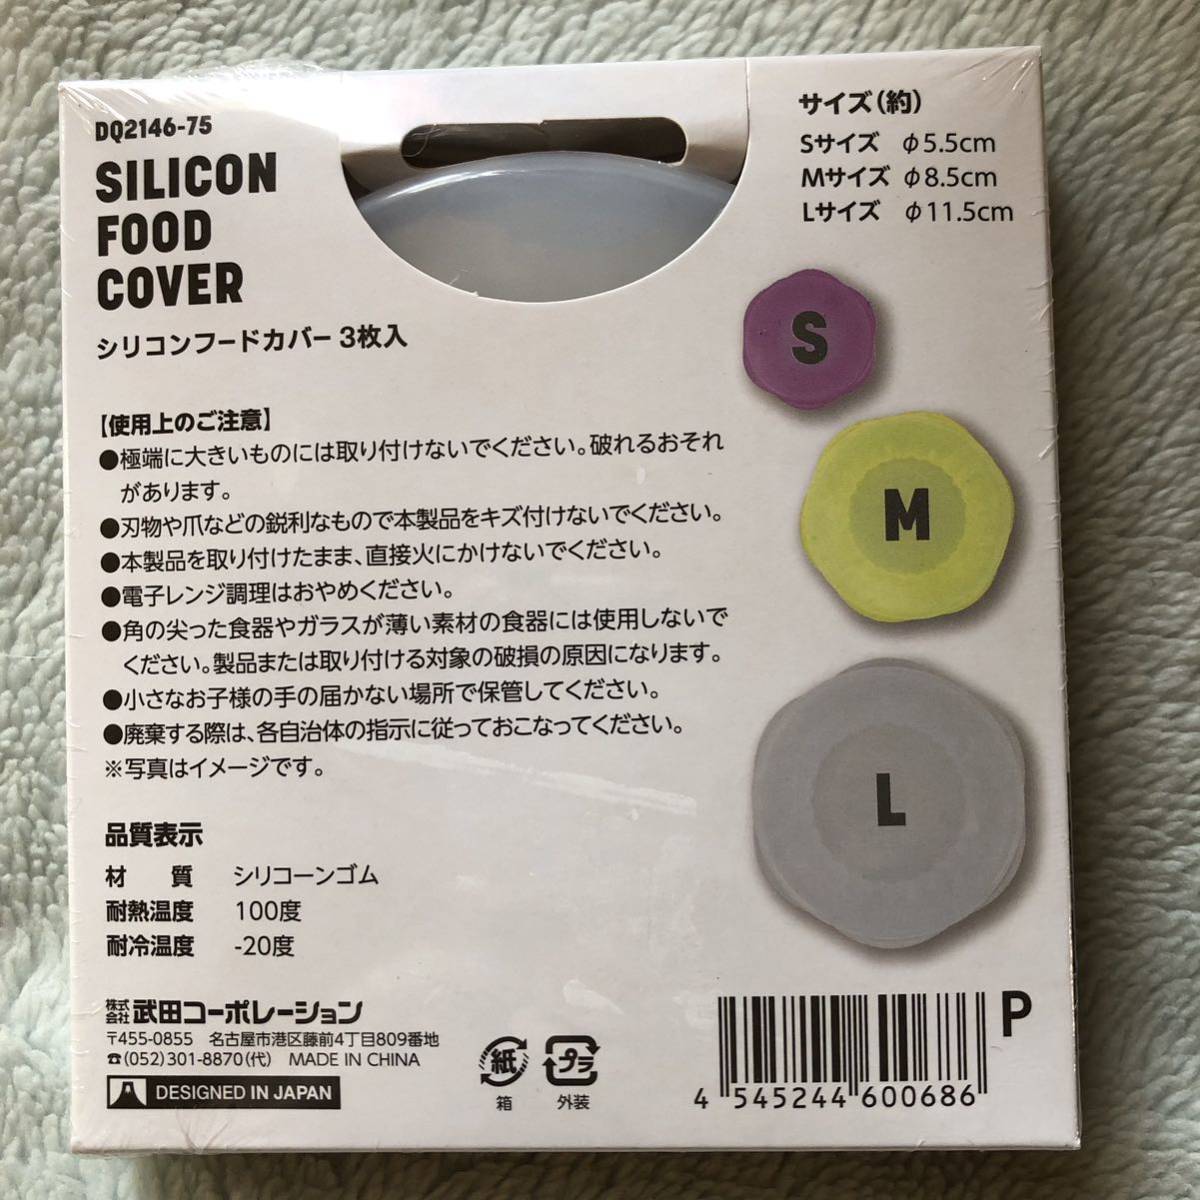 DQ2146-75
SILICON
FOOD
COVER
シリコンフードカバー 3枚入
サイズ(約)
Sサイズ φ5.5cm
Mサイズ φ8.5cm
Lサイズ φ11.5cm
S
M
L
【使用上のご注意】
●極端に大きいものには取り付けないでください。破れるおそれ
があります。
●刃物や爪などの鋭利なもので本製品をキズ付けないでください。
●本製品を取り付けたまま、直接火にかけないでください。
●電子レンジ調理はおやめください。
●角の尖った食器やガラスが薄い素材の食器には使用しないで
ください。製品または取り付ける対象の破損の原因になります。
●小さなお子様の手の届かない場所で保管してください。
●廃棄する際は、各自治体の指示に従っておこなってください。
※写真はイメージです。
品質表示
材 質 シリコーンゴム
耐熱温度 100度
耐冷温度 -20度
株式会社 武田コーポレーション
〒455-0855 名古屋市港区藤前4丁目809番地
☎(052)301-8870(代) MADE IN CHINA
DESIGNED IN JAPAN
紙
箱
プラ
外装
P
4 545244 600686